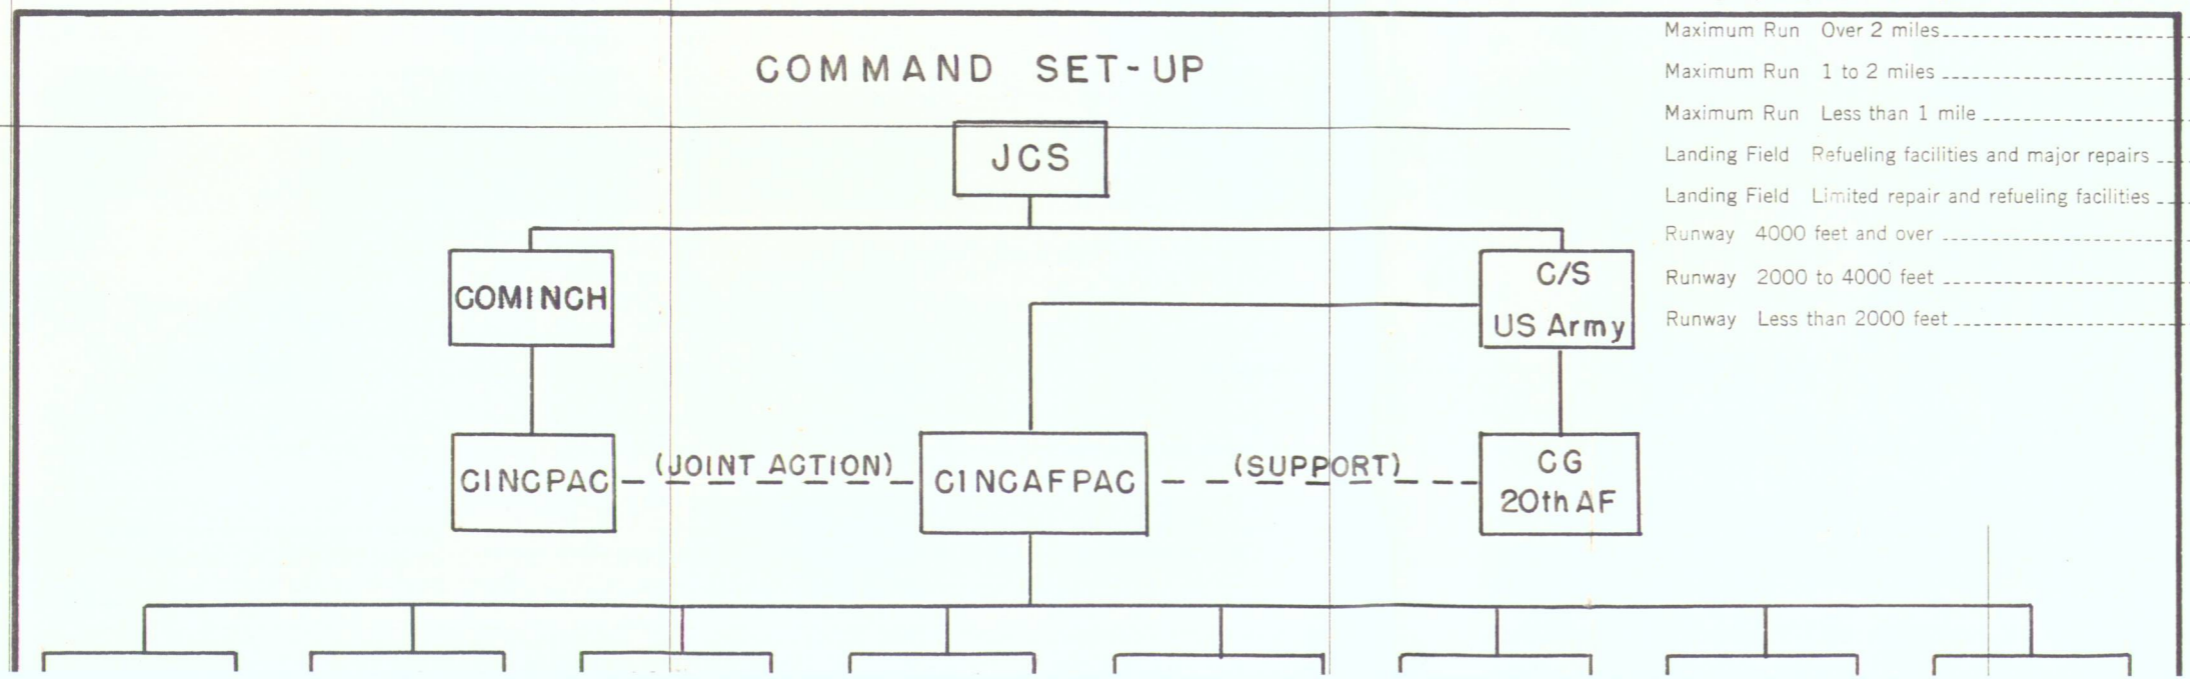 COMMAND SET-UP
JCS
COMINCH
C/S
US Army
CINCPAC
(JOINT ACTION)
CINCAFPAC
(SUPPORT)
CG
20th AF
Maximum Run Over 2 miles
Maximum Run 1 to 2 miles
Maximum Run Less than 1 mile
Landing Field Refueling facilities and major repairs
Landing Field Limited repair and refueling facilities
Runway 4000 feet and over
Runway 2000 to 4000 feet
Runway Less than 2000 feet